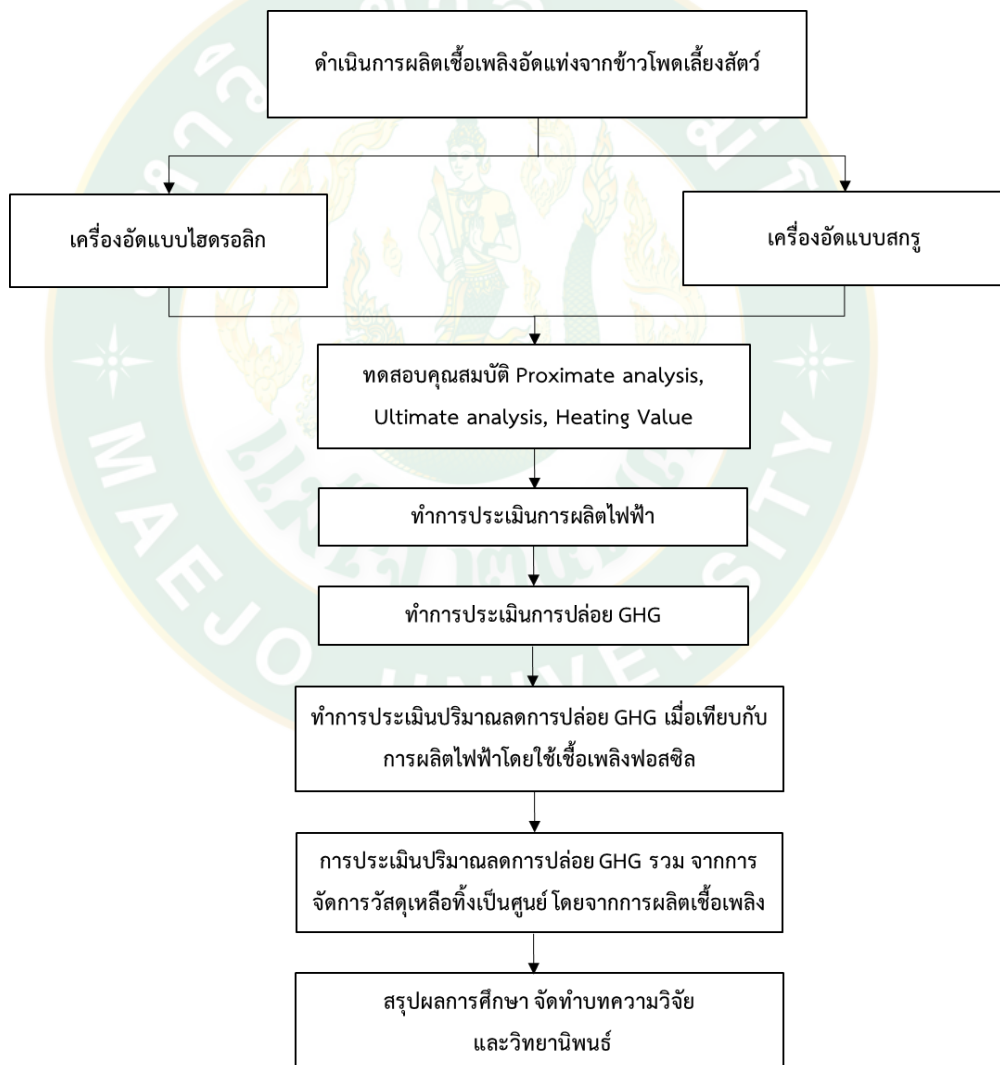 ดำเนินการผลิตเชื้อเพลิงอัดแท่งจากข้าวโพดเลี้ยงสัตว์
เครื่องอัดแบบไฮดรอลิก
เครื่องอัดแบบสกรู
ทดสอบคุณสมบัติ Proximate analysis,
Ultimate analysis, Heating Value
ทำการประเมินการผลิตไฟฟ้า
ทำการประเมินการปล่อย GHG
ทำการประเมินปริมาณลดการปล่อย GHG เมื่อเทียบกับ
การผลิตไฟฟ้าโดยใช้เชื้อเพลิงฟอสซิล
การประเมินปริมาณลดการปล่อย GHG รวม จากการ
จัดการวัสดุเหลือทิ้งเป็นศูนย์ โดยจากการผลิตเชื้อเพลิง
สรุปผลการศึกษา จัดทำบทความวิจัย
และวิทยานิพนธ์
MAEJO UNIVERSITY